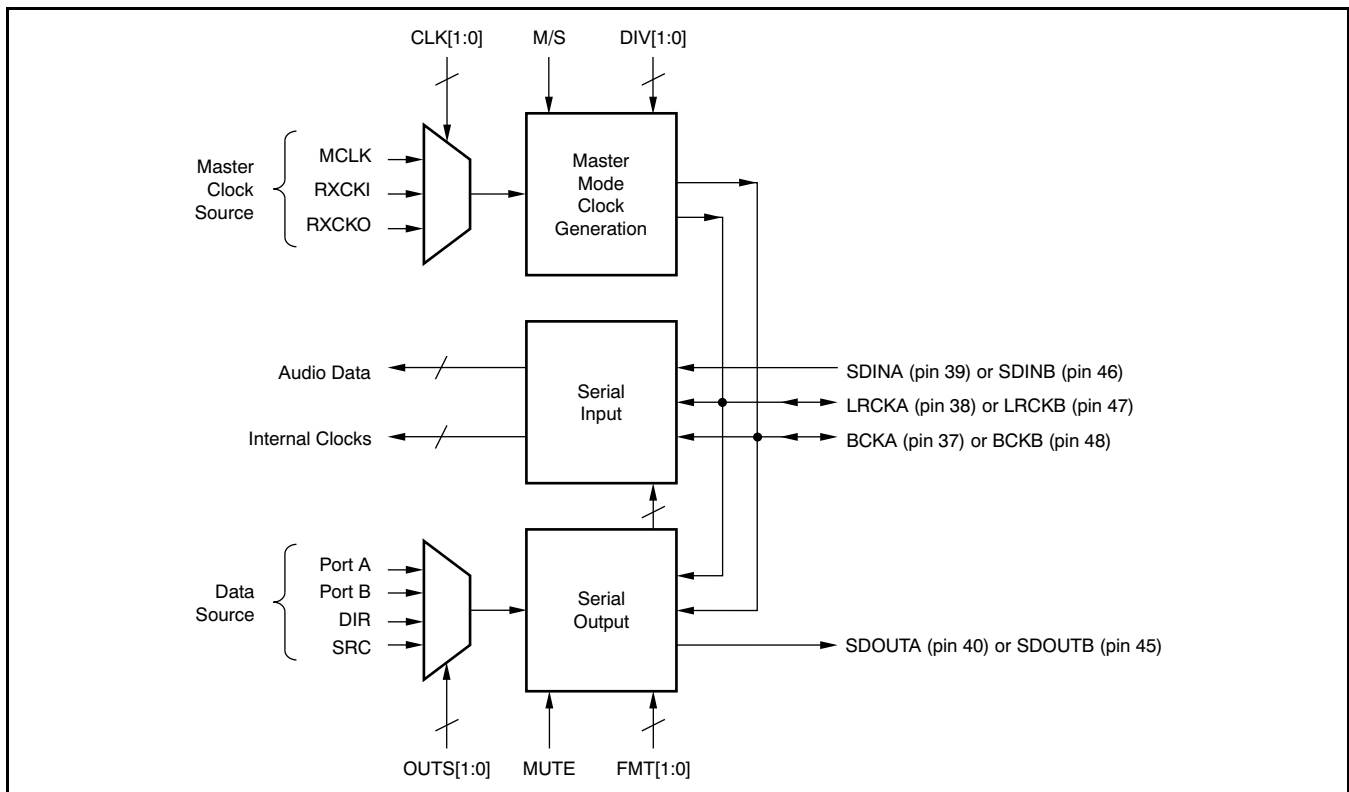 CLK[1:0]
M/S
DIV[1:0]
Master
Clock
Source
MCLK
RXCKI
RXCKO
Master
Mode
Clock
Generation
Audio Data
Internal Clocks
Serial
Input
SDINA (pin 39) or SDINB (pin 46)
LRCKA (pin 38) or LRCKB (pin 47)
BCKA (pin 37) or BCKB (pin 48)
Data
Source
Port A
Port B
DIR
SRC
Serial
Output
SDOUTA (pin 40) or SDOUTB (pin 45)
OUTS[1:0]
MUTE
FMT[1:0]